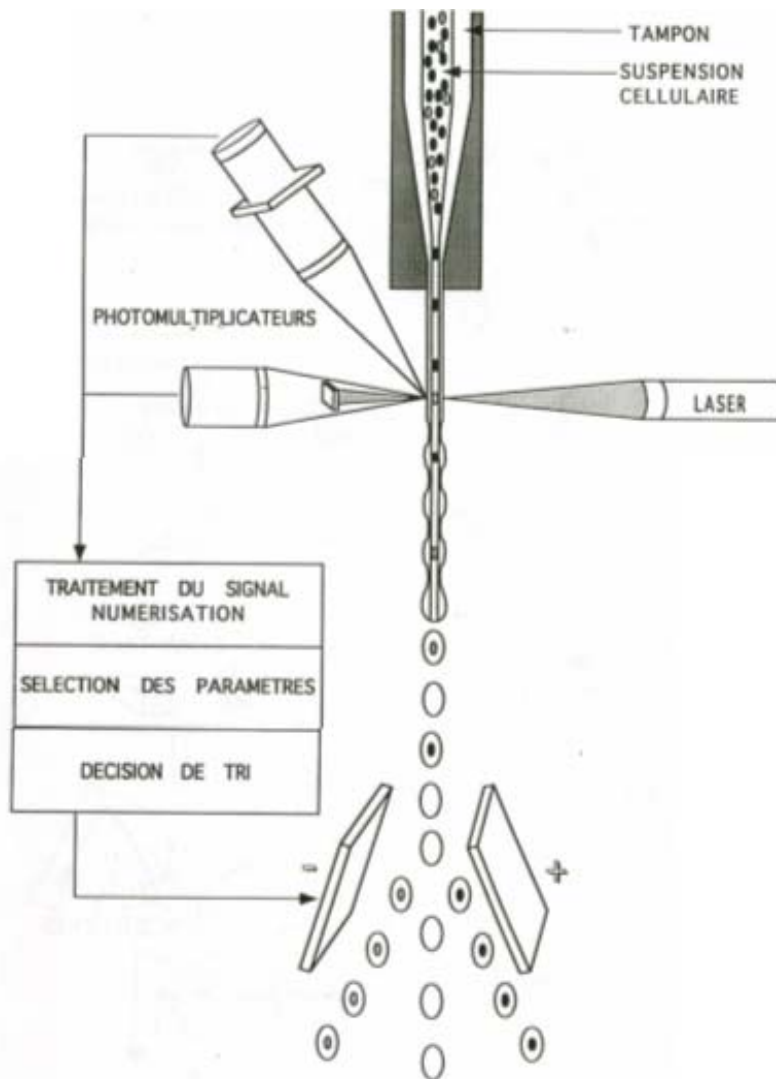 TAMPON
SUSPENSION
CELLULAIRE
PHOTOMULTIPLICATEURS
LASER
TRAITEMENT DU SIGNAL
NUMERISATION
SELECTION DES PARAMETRES
DECISION DE TRI
-
+